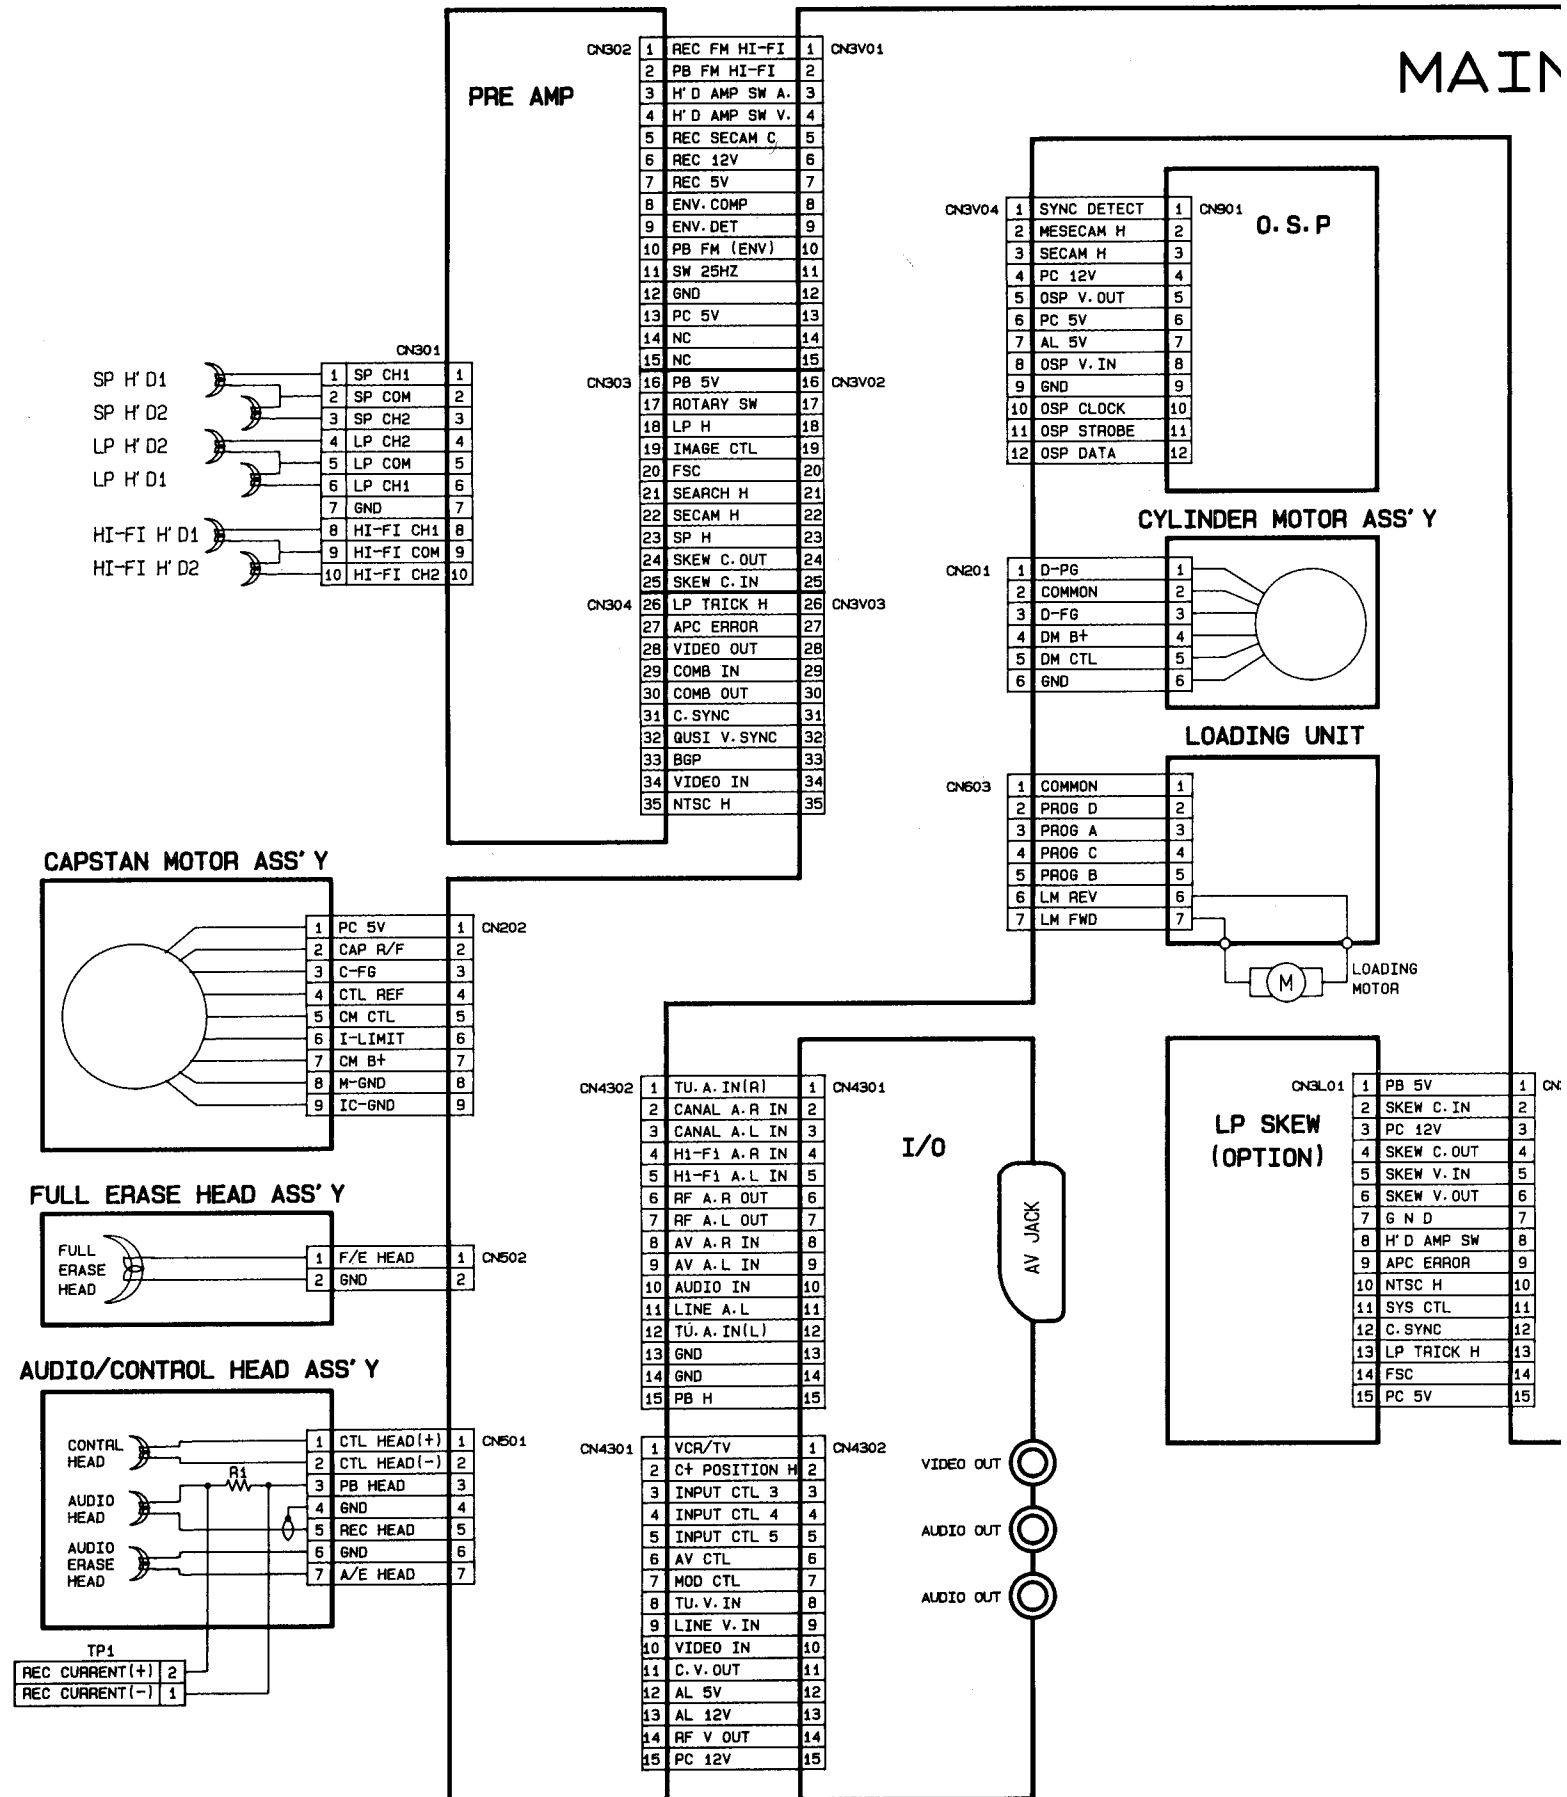 MAIN
PRE AMP
CN302 1 REC FM HI-FI 1 CN3V01
2 PB FM HI-FI 2
3 H'D AMP SW A. 3
4 H'D AMP SW V. 4
5 REC SECAM C 5
6 REC 12V 6
7 REC 5V 7
8 ENV.COMP 8
9 ENV.DET 9
10 PB FM (ENV) 10
11 SW 25HZ 11
12 GND 12
13 PC 5V 13
14 NC 14
15 NC 15
CN303 16 PB 5V 16 CN3V02
17 ROTARY SW 17
18 LP H 18
19 IMAGE CTL 19
20 FSC 20
21 SEARCH H 21
22 SECAM H 22
23 SP H 23
24 SKEW C.OUT 24
25 SKEW C.IN 25
CN304 26 LP TRICK H 26 CN3V03
27 APC ERROR 27
28 VIDEO OUT 28
29 COMB IN 29
30 COMB OUT 30
31 C.SYNC 31
32 QUSI V.SYNC 32
33 BGP 33
34 VIDEO IN 34
35 NTSC H 35
CN301
SP H'D1
SP H'D2
LP H'D2
LP H'D1
HI-FI H'D1
HI-FI H'D2
1 SP CH1 1
2 SP COM 2
3 SP CH2 3
4 LP CH2 4
5 LP COM 5
6 LP CH1 6
7 GND 7
8 HI-FI CH1 8
9 HI-FI COM 9
10 HI-FI CH2 10
O.S.P
CN3V04 1 SYNC DETECT 1 CN901
2 MESECAM H 2
3 SECAM H 3
4 PC 12V 4
5 OSP V.OUT 5
6 PC 5V 6
7 AL 5V 7
8 OSP V.IN 8
9 GND 9
10 OSP CLOCK 10
11 OSP STROBE 11
12 OSP DATA 12
CYLINDER MOTOR ASS'Y
CN201 1 D-PG 1
2 COMMON 2
3 D-FG 3
4 DM B+ 4
5 DM CTL 5
6 GND 6
LOADING UNIT
CN603 1 COMMON 1
2 PROG D 2
3 PROG A 3
4 PROG C 4
5 PROG B 5
6 LM REV 6
7 LM FWD 7
M
LOADING
MOTOR
CAPSTAN MOTOR ASS'Y
1 PC 5V 1 CN202
2 CAP R/F 2
3 C-FG 3
4 CTL REF 4
5 CM CTL 5
6 I-LIMIT 6
7 CM B+ 7
8 M-GND 8
9 IC-GND 9
FULL ERASE HEAD ASS'Y
FULL
ERASE
HEAD
1 F/E HEAD 1 CN502
2 GND 2
AUDIO/CONTROL HEAD ASS'Y
CONTRL
HEAD
R1
AUDIO
HEAD
AUDIO
ERASE
HEAD
1 CTL HEAD(+) 1 CN501
2 CTL HEAD(-) 2
3 PB HEAD 3
4 GND 4
5 REC HEAD 5
6 GND 6
7 A/E HEAD 7
TP1
REC CURRENT(+) 2
REC CURRENT(-) 1
I/O
CN4302 1 TU.A.IN(R) 1 CN4301
2 CANAL A.R IN 2
3 CANAL A.L IN 3
4 H1-F1 A.R IN 4
5 H1-F1 A.L IN 5
6 RF A.R OUT 6
7 RF A.L OUT 7
8 AV A.R IN 8
9 AV A.L IN 9
10 AUDIO IN 10
11 LINE A.L 11
12 TU.A.IN(L) 12
13 GND 13
14 GND 14
15 PB H 15
CN4301 1 VCR/TV 1 CN4302
2 C+ POSITION H 2
3 INPUT CTL 3 3
4 INPUT CTL 4 4
5 INPUT CTL 5 5
6 AV CTL 6
7 MOD CTL 7
8 TU.V.IN 8
9 LINE V.IN 9
10 VIDEO IN 10
11 C.V.OUT 11
12 AL 5V 12
13 AL 12V 13
14 RF V OUT 14
15 PC 12V 15
AV JACK
VIDEO OUT
AUDIO OUT
AUDIO OUT
LP SKEW
(OPTION)
CN3L01 1 PB 5V 1
2 SKEW C.IN 2
3 PC 12V 3
4 SKEW C.OUT 4
5 SKEW V.IN 5
6 SKEW V.OUT 6
7 G N D 7
8 H'D AMP SW 8
9 APC ERROR 9
10 NTSC H 10
11 SYS CTL 11
12 C.SYNC 12
13 LP TRICK H 13
14 FSC 14
15 PC 5V 15